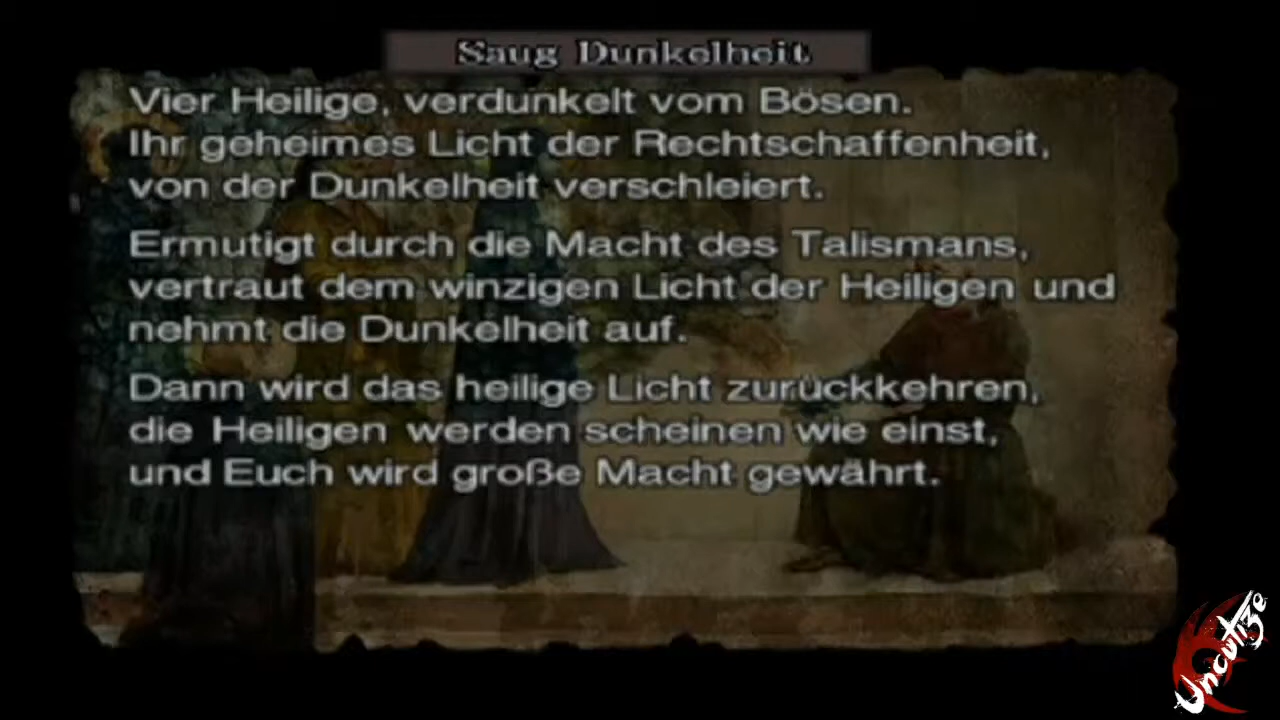 Saug Dunkelheit
Vier Heilige, verdunkelt vom Bösen.
Ihr geheimes Licht der Rechtschaffenheit,
von der Dunkelheit verschleiert.
Ermutigt durch die Macht des Talismans,
vertraut dem winzigen Licht der Heiligen und
nehmt die Dunkelheit auf.
Dann wird das heilige Licht zurückkehren,
die Heiligen werden scheinen wie einst,
und Euch wird große Macht gewährt.
Uncutize